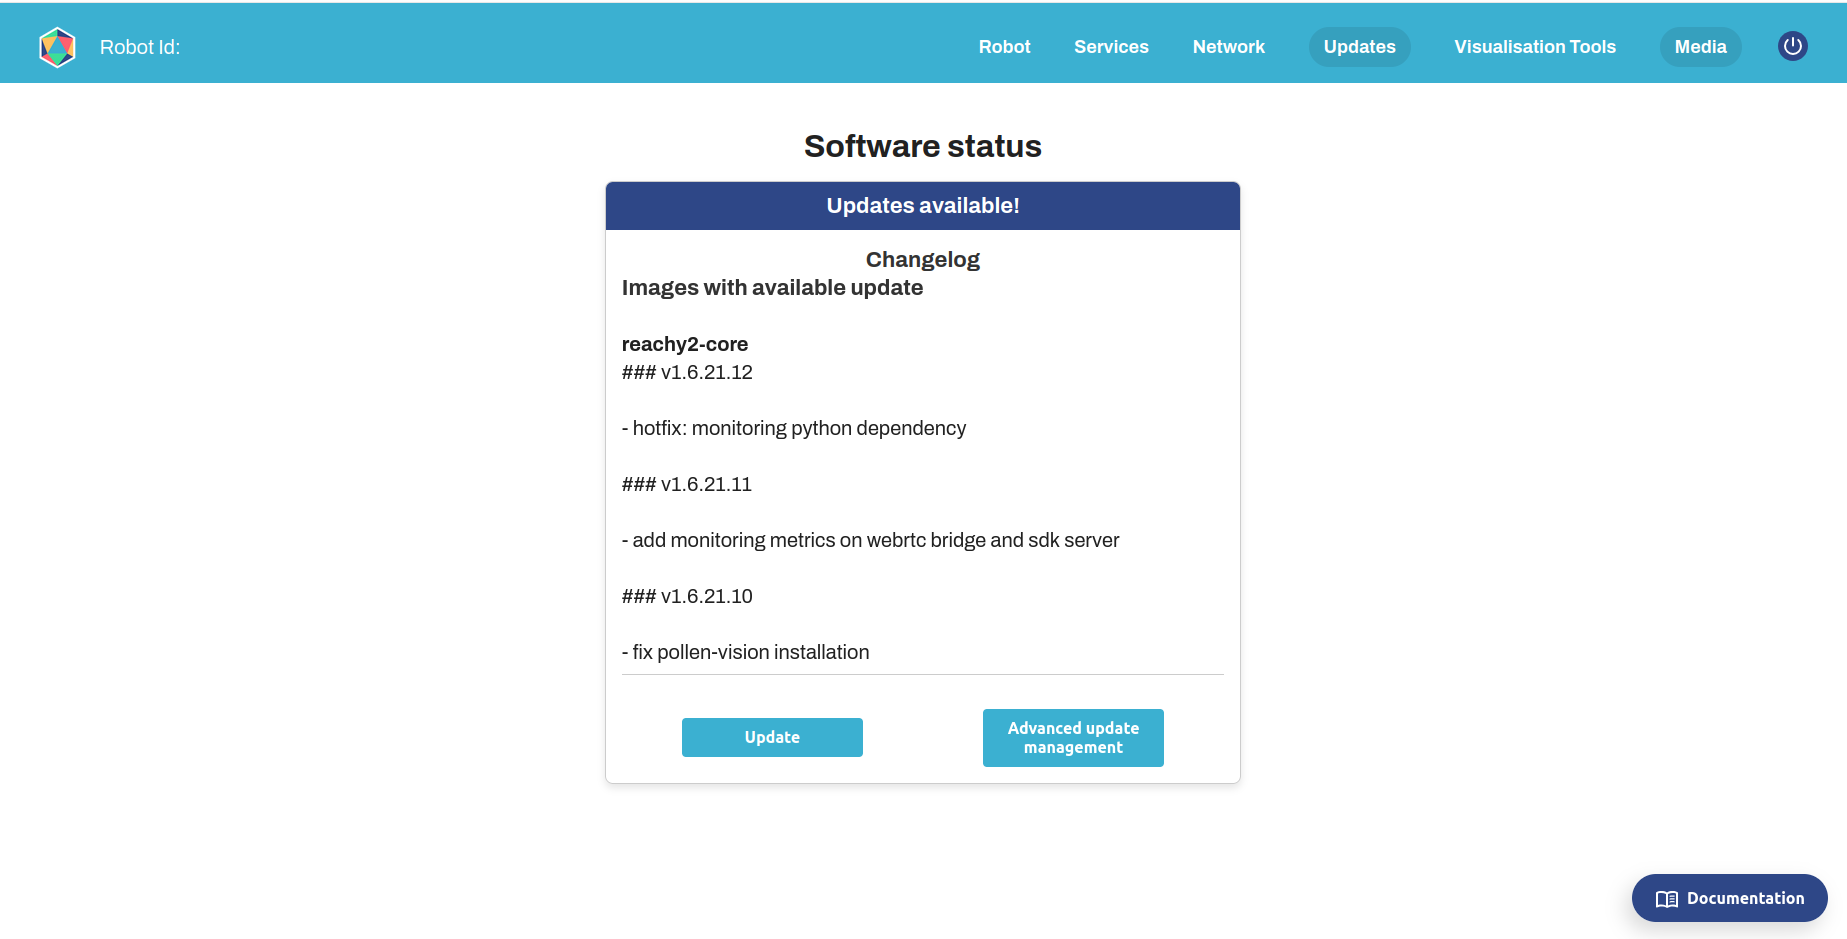 Robot Id:
Robot
Services
Network
Updates
Visualisation Tools
Media
Software status
Updates available!
Changelog
Images with available update
reachy2-core
### v1.6.21.12
- hotfix: monitoring python dependency
### v1.6.21.11
- add monitoring metrics on webrtc bridge and sdk server
### v1.6.21.10
- fix pollen-vision installation
Update
Advanced update
management
Documentation